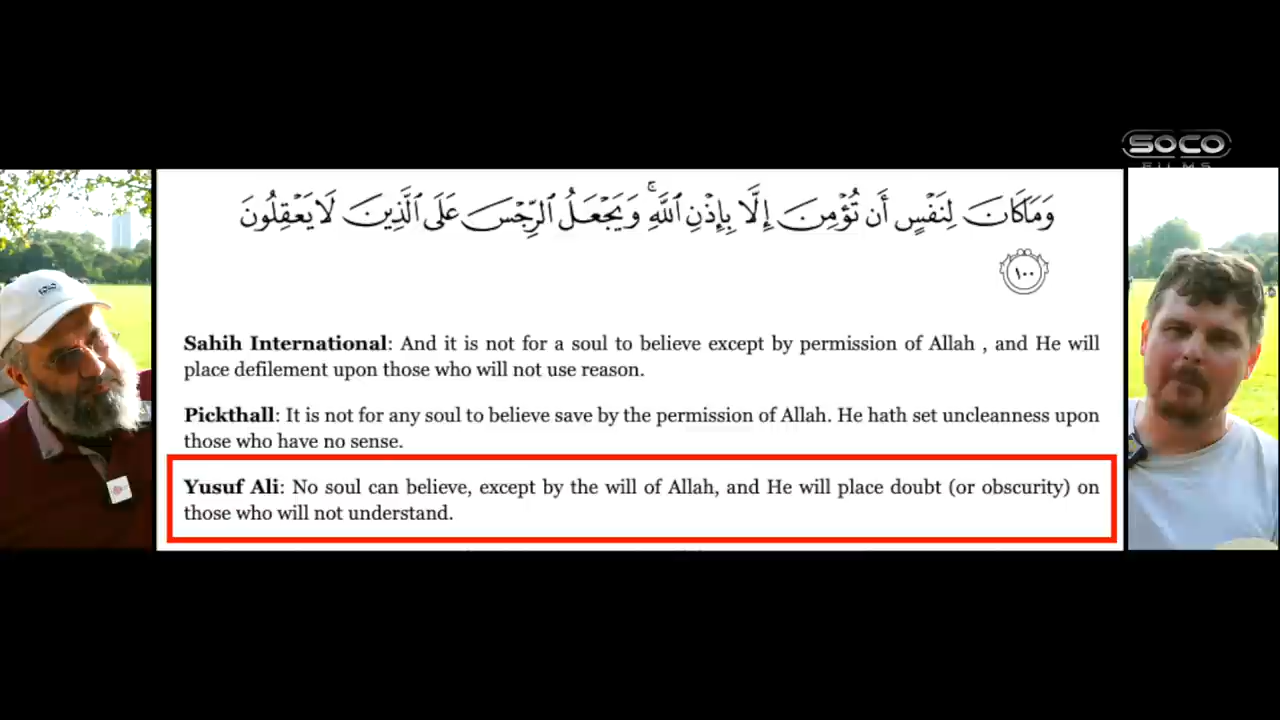 SOCO
FILMS
وَمَا كَانَ لِنَفْسٍ أَن تُؤْمِنَ إِلَّا بِإِذْنِ ٱللَّهِ ۚ وَيَجْعَلُ ٱلرِّجْسَ عَلَى ٱلَّذِينَ لَا يَعْقِلُونَ
١٠٠
Sahih International: And it is not for a soul to believe except by permission of Allah , and He will
place defilement upon those who will not use reason.
Pickthall: It is not for any soul to believe save by the permission of Allah. He hath set uncleanness upon
those who have no sense.
Yusuf Ali: No soul can believe, except by the will of Allah, and He will place doubt (or obscurity) on
those who will not understand.